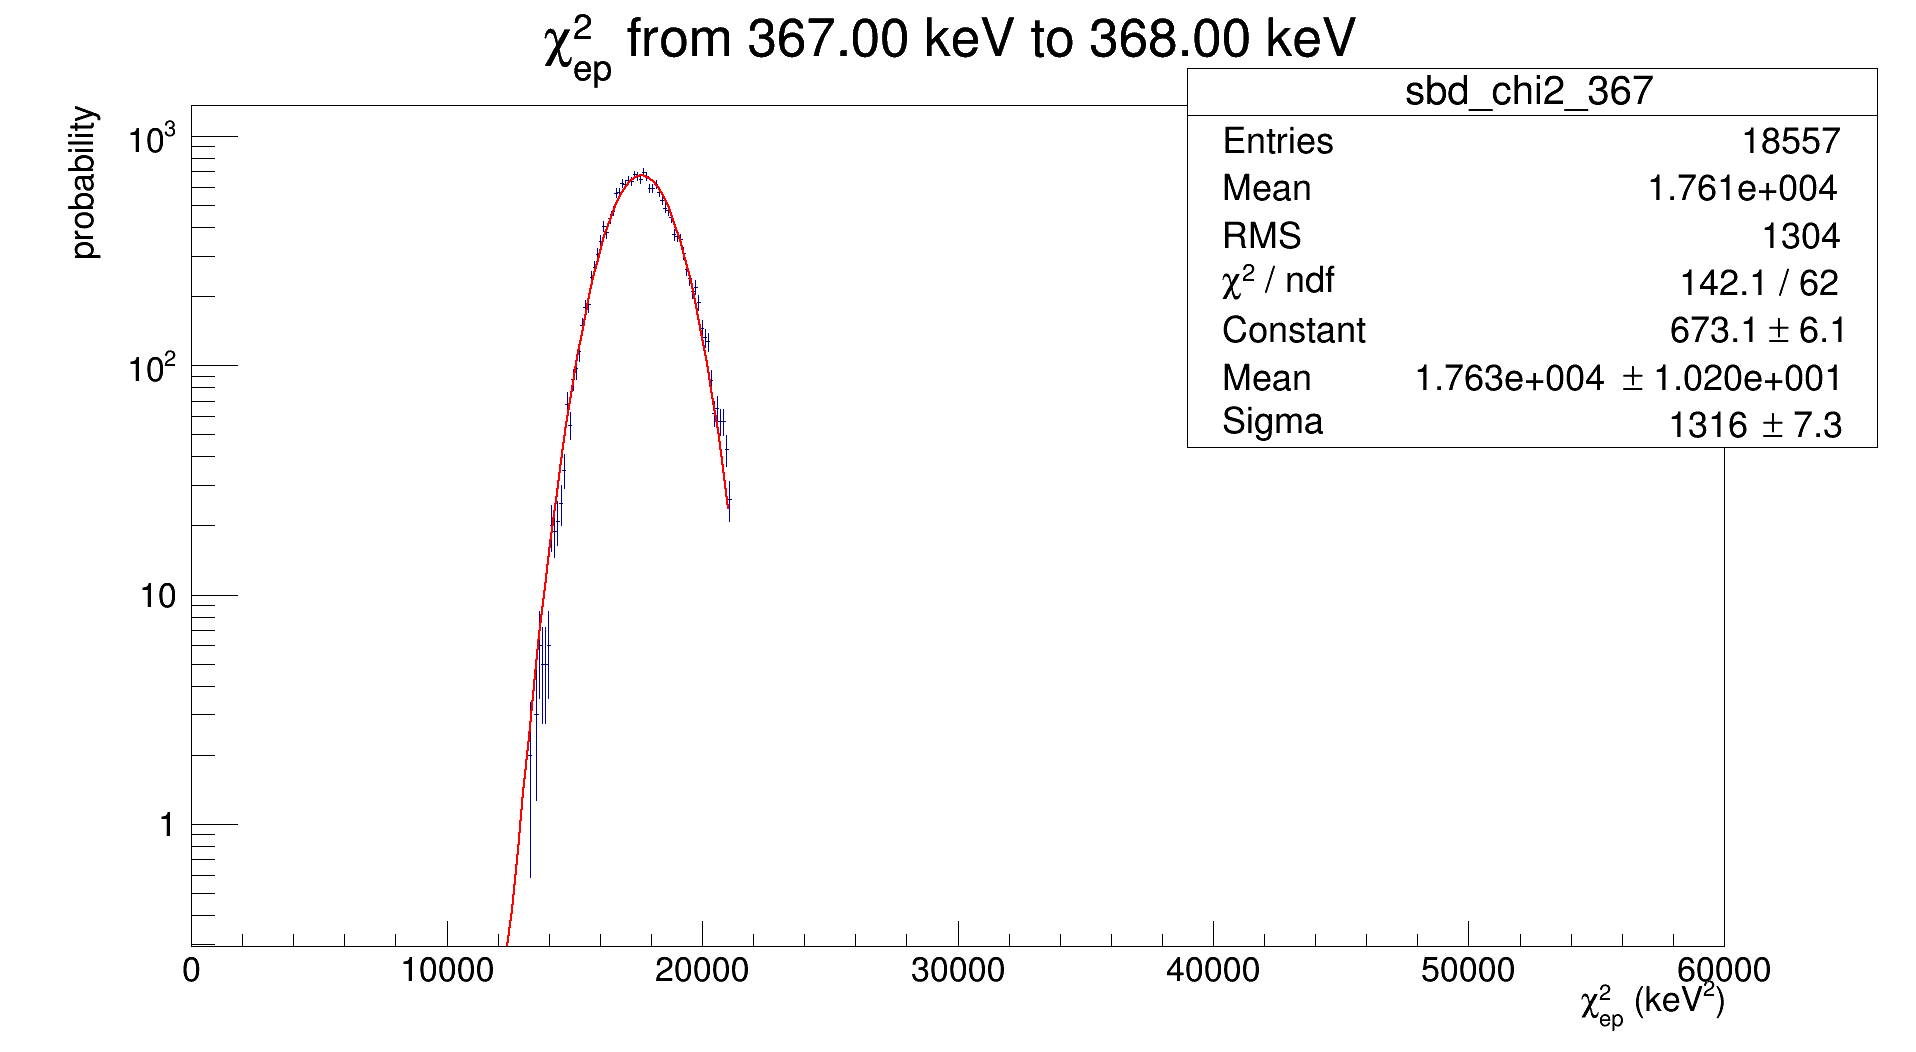 χ²ep from 367.00 keV to 368.00 keV
sbd_chi2_367
Entries 18557
Mean 1.761e+004
RMS 1304
χ² / ndf 142.1 / 62
Constant 673.1 ± 6.1
Mean 1.763e+004 ± 1.020e+001
Sigma 1316 ± 7.3
probability
10³
10²
10
1
0 10000 20000 30000 40000 50000 60000
χ²ep (keV²)